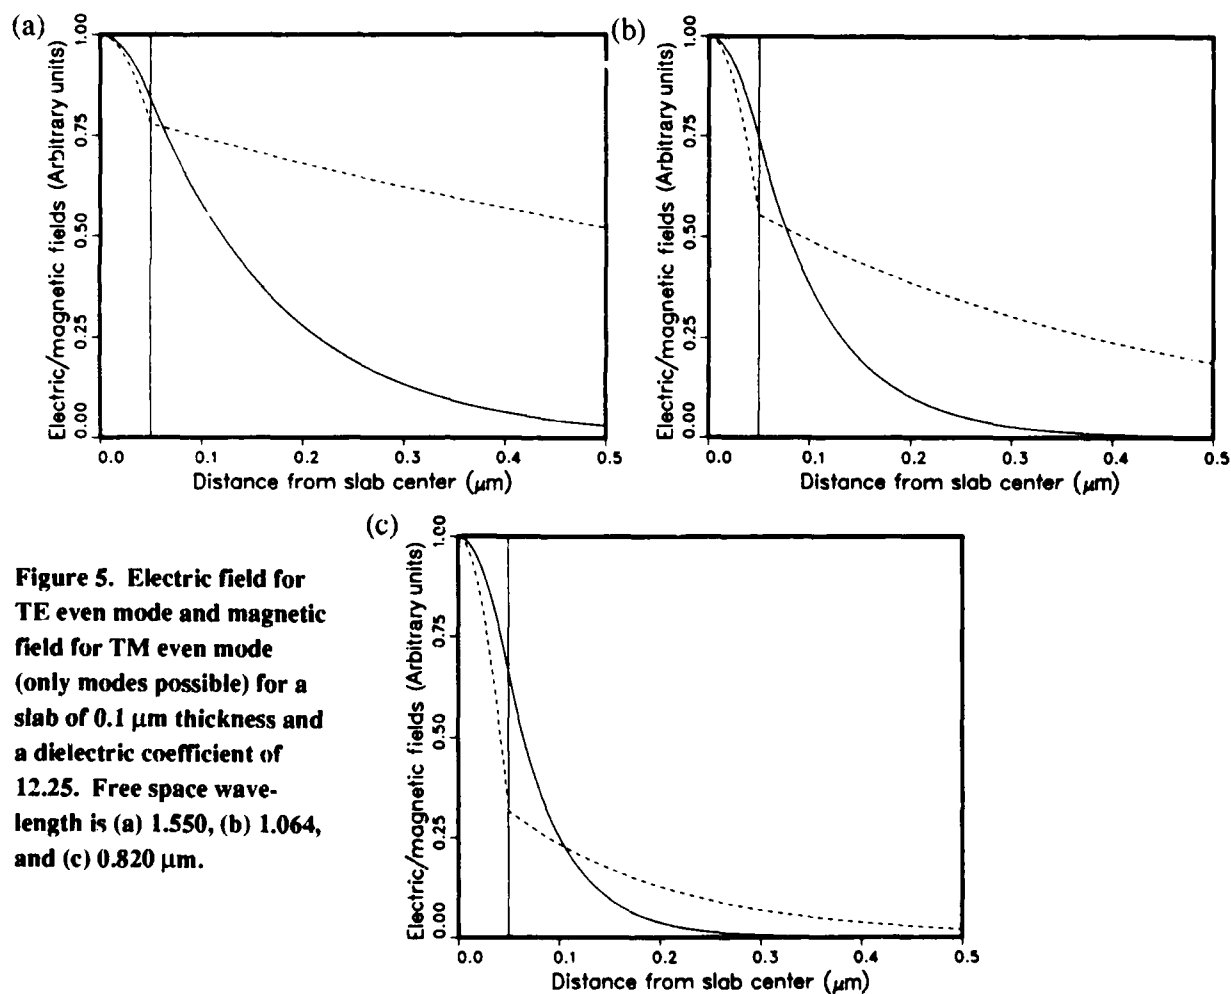 (a)
1.00
0.75
0.50
0.25
0.00
Electric/magnetic fields (Arbitrary units)
0.0 0.1 0.2 0.3 0.4 0.5
Distance from slab center (μm)
(b)
1.00
0.75
0.50
0.25
0.00
Electric/magnetic fields (Arbitrary units)
0.0 0.1 0.2 0.3 0.4 0.5
Distance from slab center (μm)
(c)
1.00
0.75
0.50
0.25
0.00
Electric/magnetic fields (Arbitrary units)
0.0 0.1 0.2 0.3 0.4 0.5
Distance from slab center (μm)
Figure 5. Electric field for
TE even mode and magnetic
field for TM even mode
(only modes possible) for a
slab of 0.1 μm thickness and
a dielectric coefficient of
12.25. Free space wave-
length is (a) 1.550, (b) 1.064,
and (c) 0.820 μm.